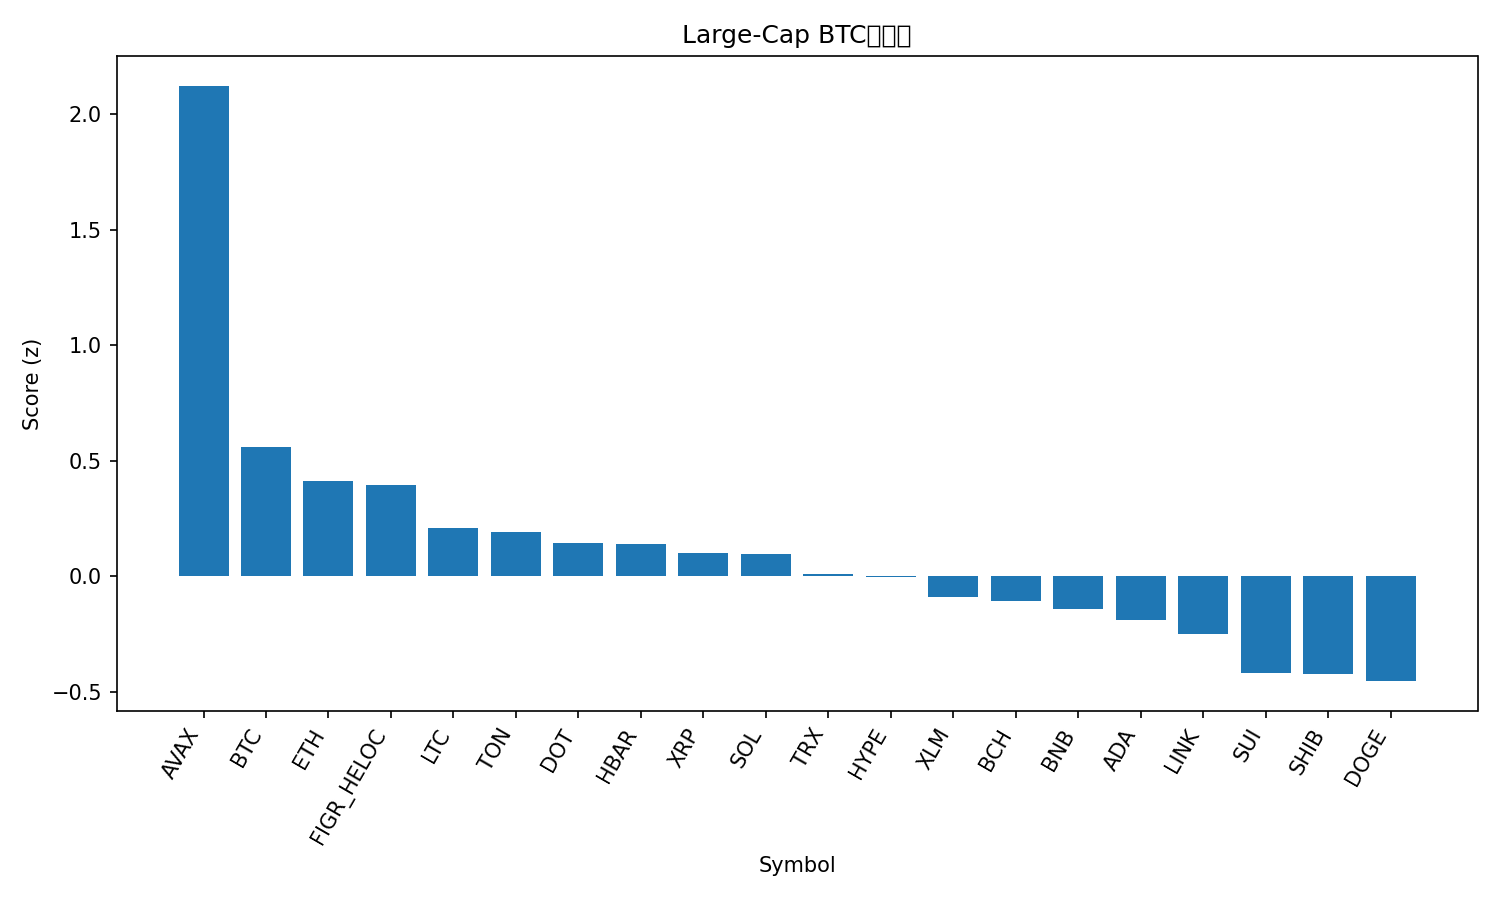 Large-Cap BTC
2.0
1.5
1.0
0.5
0.0
−0.5
Score (z)
AVAX
BTC
ETH
FIGR_HELOC
LTC
TON
DOT
HBAR
XRP
SOL
TRX
HYPE
XLM
BCH
BNB
ADA
LINK
SUI
SHIB
DOGE
Symbol